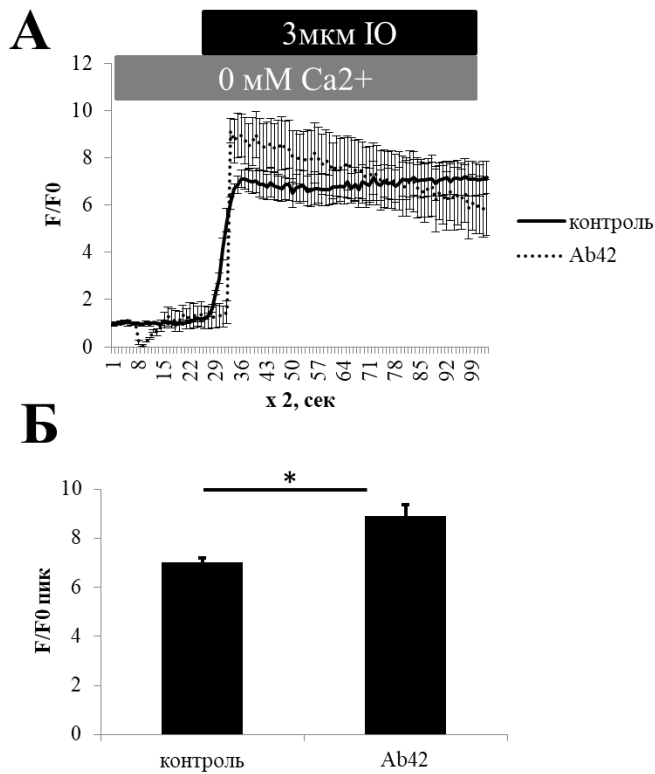 А
3мкм IO
0 мМ Ca2+
12
10
8
6
4
2
0
F/F0
1
8
15
22
29
36
43
50
57
64
71
78
85
92
99
x 2, сек
контроль
Ab42
Б
*
10
8
6
4
2
0
F/F0 пик
контроль
Ab42